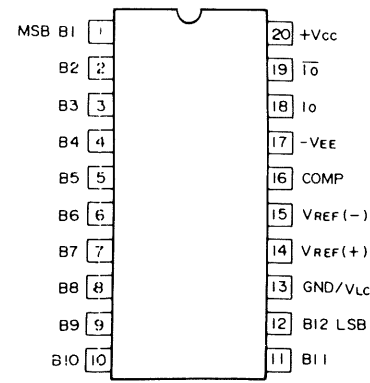 MSB B1 1 20 +VCC
B2 2 19 I̅o̅
B3 3 18 Io
B4 4 17 -VEE
B5 5 16 COMP
B6 6 15 VREF(-)
B7 7 14 VREF(+)
B8 8 13 GND/VLC
B9 9 12 B12 LSB
B10 10 11 B11